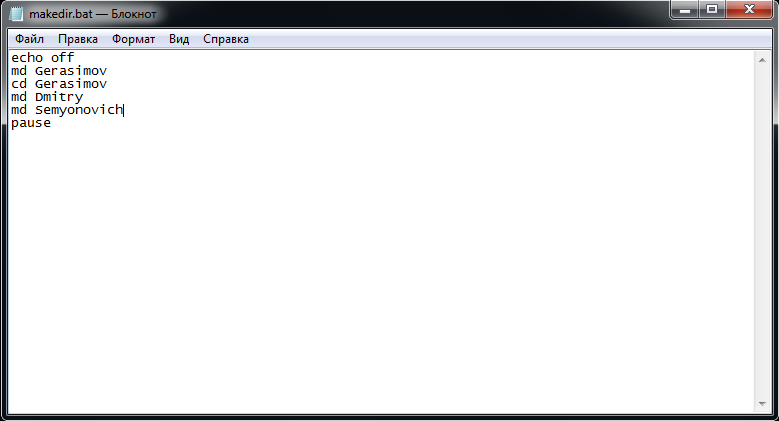 makedir.bat — Блокнот
Файл Правка Формат Вид Справка
echo off
md Gerasimov
cd Gerasimov
md Dmitry
md Semyonovich
pause